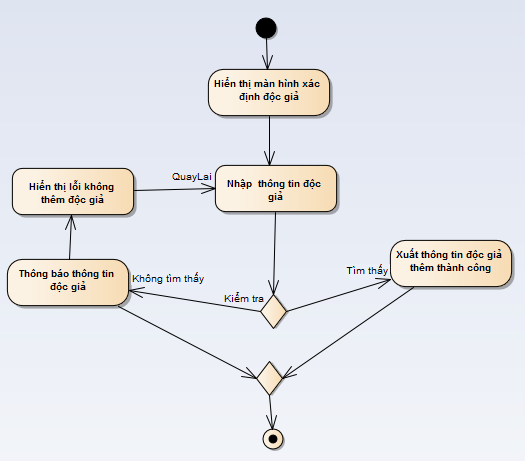 Hiển thị màn hình xác
định độc giả
QuayLai
Nhập thông tin độc
giả
Hiển thị lỗi không
thêm độc giả
Thông báo thông tin
độc giả
Không tìm thấy
Kiểm tra
Tìm thấy
Xuất thông tin độc giả
thêm thành công